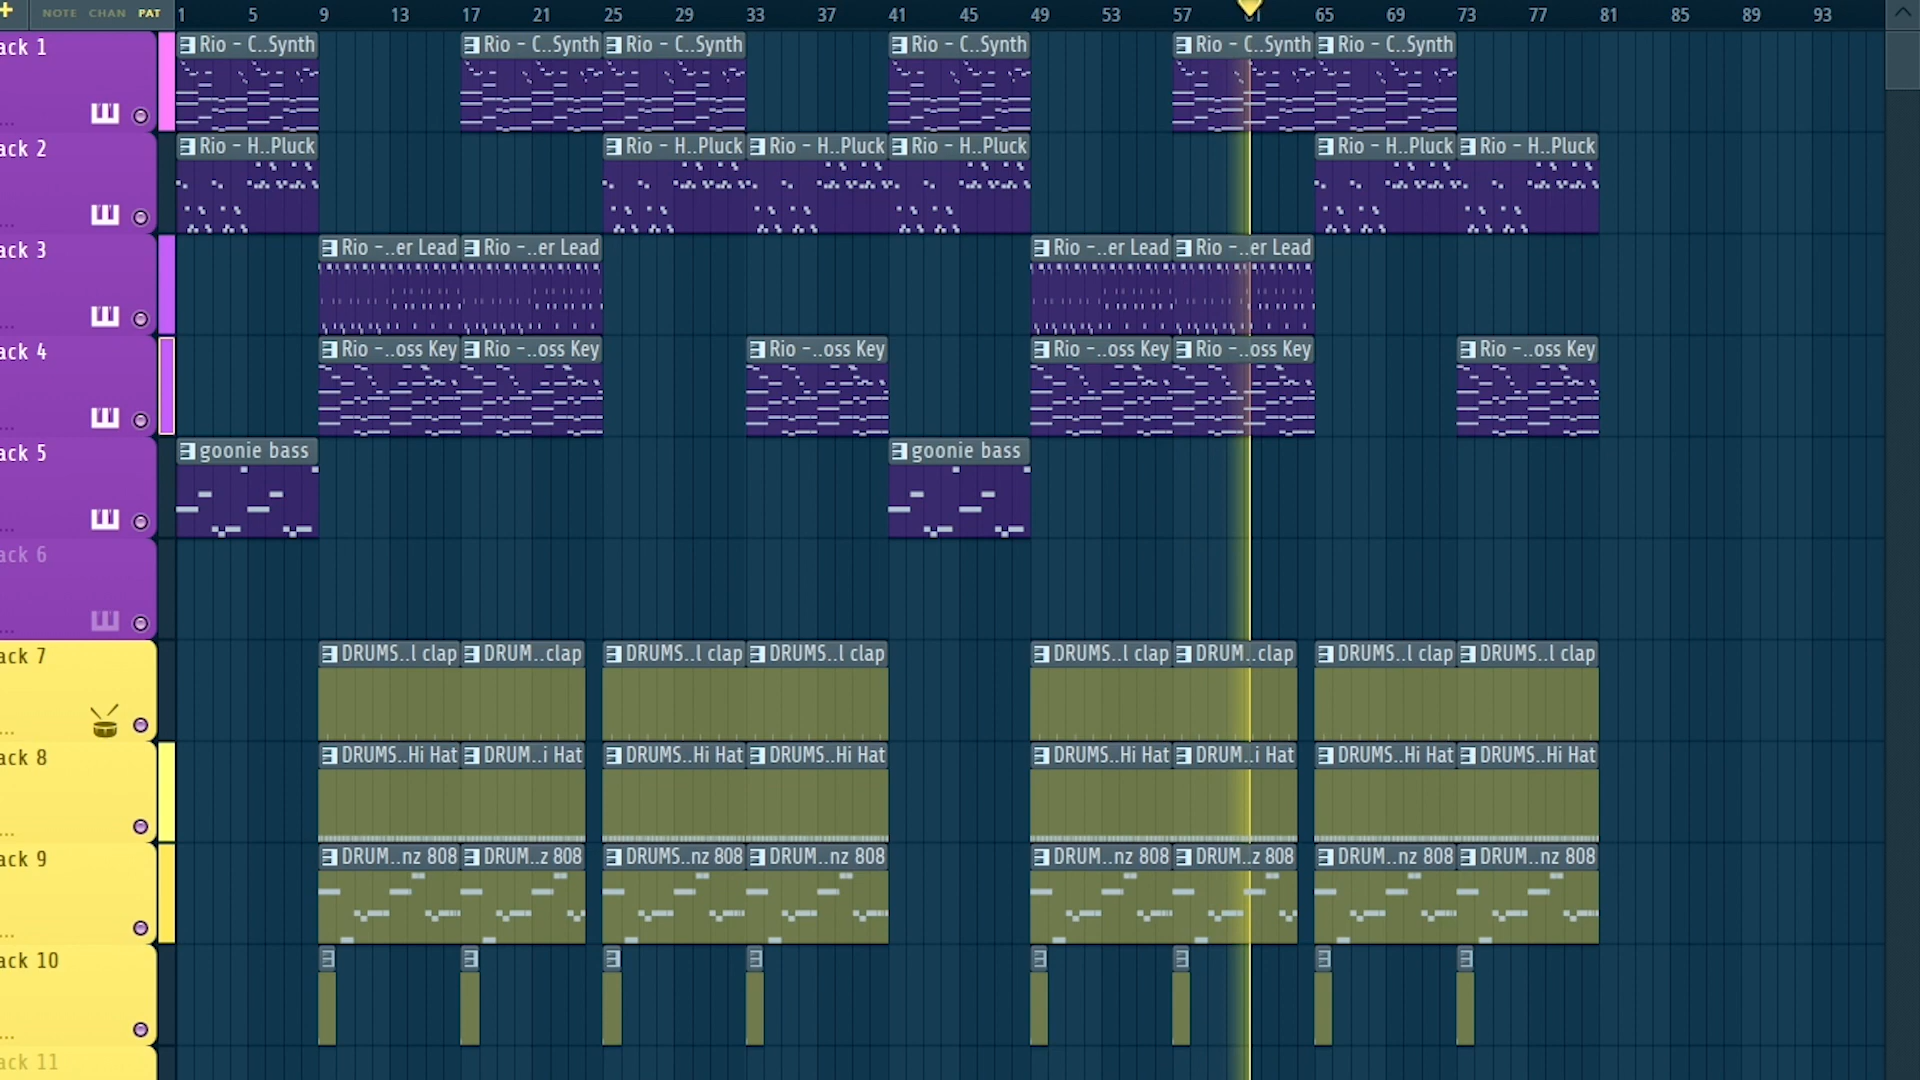 NOTE CHAN PAT 1 5 9 13 17 21 25 29 33 37 41 45 49 53 57 61 65 69 73 77 81 85 89 93
ack 1 Rio - C..Synth Rio - C..Synth Rio - C..Synth Rio - C..Synth Rio - C..Synth Rio - C..Synth
ack 2 Rio - H..Pluck Rio - H..Pluck Rio - H..Pluck Rio - H..Pluck Rio - H..Pluck Rio - H..Pluck
ack 3 Rio -..er Lead Rio -..er Lead Rio -..er Lead Rio -..er Lead
ack 4 Rio -..oss Key Rio -..oss Key Rio -..oss Key Rio -..oss Key Rio -..oss Key Rio -..oss Key
ack 5 goonie bass goonie bass
ack 6
ack 7 DRUMS..l clap DRUM..clap DRUMS..l clap DRUMS..l clap DRUMS..l clap DRUM..clap DRUMS..l clap DRUMS..l clap
ack 8 DRUMS..Hi Hat DRUM..i Hat DRUMS..Hi Hat DRUMS..Hi Hat DRUMS..Hi Hat DRUM..i Hat DRUMS..Hi Hat DRUMS..Hi Hat
ack 9 DRUM..nz 808 DRUM..z 808 DRUMS..nz 808 DRUM..nz 808 DRUM..nz 808 DRUM..z 808 DRUM..nz 808 DRUM..nz 808
ack 10
ack 11